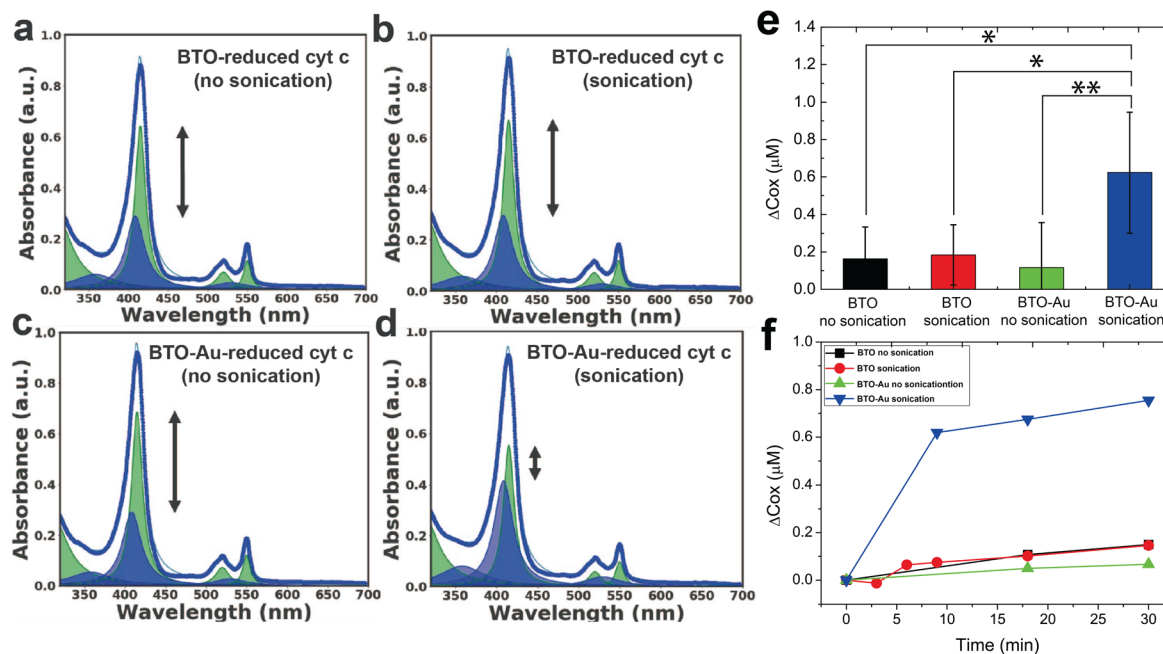 a
BTO-reduced cyt c
(no sonication)
Absorbance (a.u.)
1.0
0.8
0.6
0.4
0.2
0.0
350 400 450 500 550 600 650 700
Wavelength (nm)
b
BTO-reduced cyt c
(sonication)
Absorbance (a.u.)
1.0
0.8
0.6
0.4
0.2
0.0
350 400 450 500 550 600 650 700
Wavelength (nm)
c
BTO-Au-reduced cyt c
(no sonication)
Absorbance (a.u.)
1.0
0.8
0.6
0.4
0.2
0.0
350 400 450 500 550 600 650 700
Wavelength (nm)
d
BTO-Au-reduced cyt c
(sonication)
Absorbance (a.u.)
1.0
0.8
0.6
0.4
0.2
0.0
350 400 450 500 550 600 650 700
Wavelength (nm)
e
*
*
**
ΔCox (μM)
1.6
1.4
1.2
1.0
0.8
0.6
0.4
0.2
0.0
BTO BTO BTO-Au BTO-Au
no sonication sonication no sonication sonication
f
BTO no sonication
BTO sonication
BTO-Au no sonicationtion
BTO-Au sonication
ΔCox (μM)
1.0
0.8
0.6
0.4
0.2
0.0
0 5 10 15 20 25 30
Time (min)